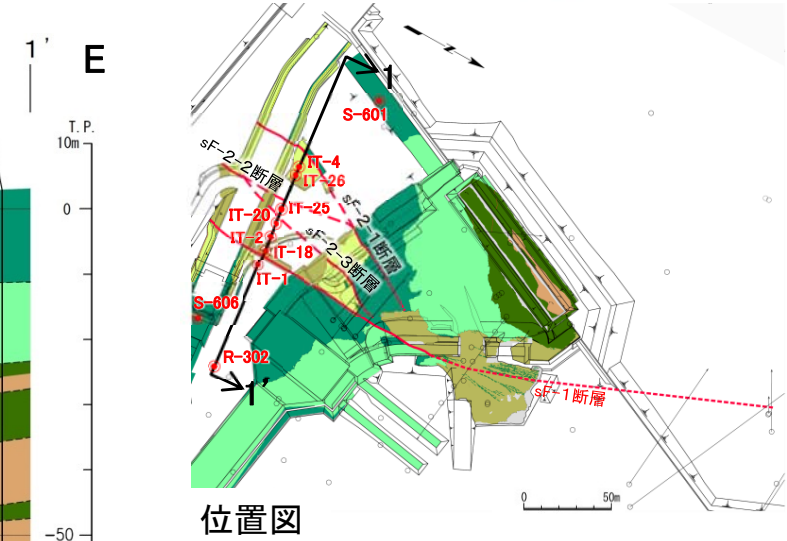 1'
E
T.P.
10m
0
-50
1
S-601
sF-2-2断層
IT-4
IT-26
IT-25
IT-20
sF-2-1断層
IT-2
sF-2-3断層
IT-18
IT-1
S-606
R-302
1'
sF-1断層
0
50m
位置図